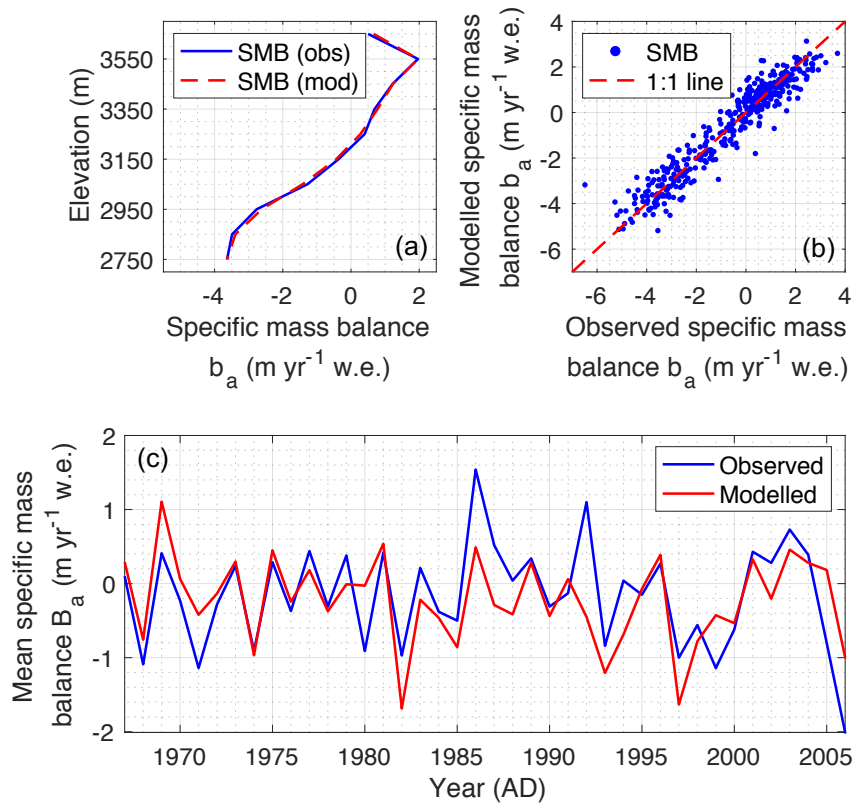 3550
3350
3150
2950
2750
Elevation (m)
SMB (obs)
SMB (mod)
(a)
-4
-2
0
2
Specific mass balance
b_a (m yr^-1 w.e.)
4
2
0
-2
-4
-6
Modelled specific mass
balance b_a (m yr^-1 w.e.)
SMB
1:1 line
(b)
-6
-4
-2
0
2
4
Observed specific mass
balance b_a (m yr^-1 w.e.)
2
1
0
-1
-2
Mean specific mass
balance B_a (m yr^-1 w.e.)
(c)
Observed
Modelled
1970
1975
1980
1985
1990
1995
2000
2005
Year (AD)